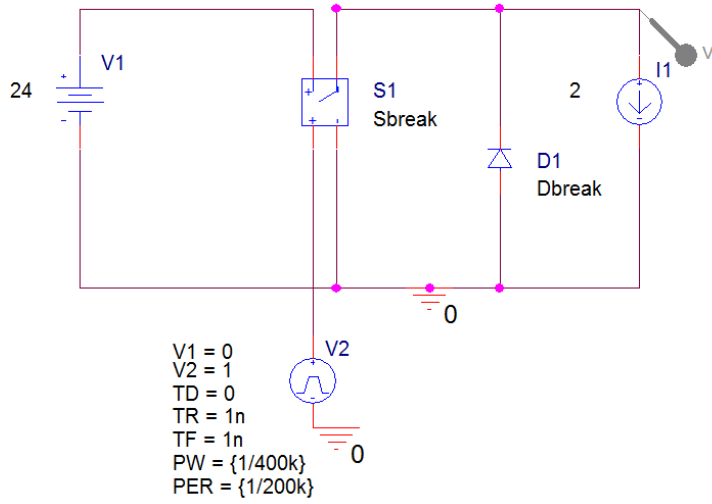 V1
24
S1
Sbreak
2
I1
V
D1
Dbreak
0
V2
V1 = 0
V2 = 1
TD = 0
TR = 1n
TF = 1n
PW = {1/400k}
PER = {1/200k}
0